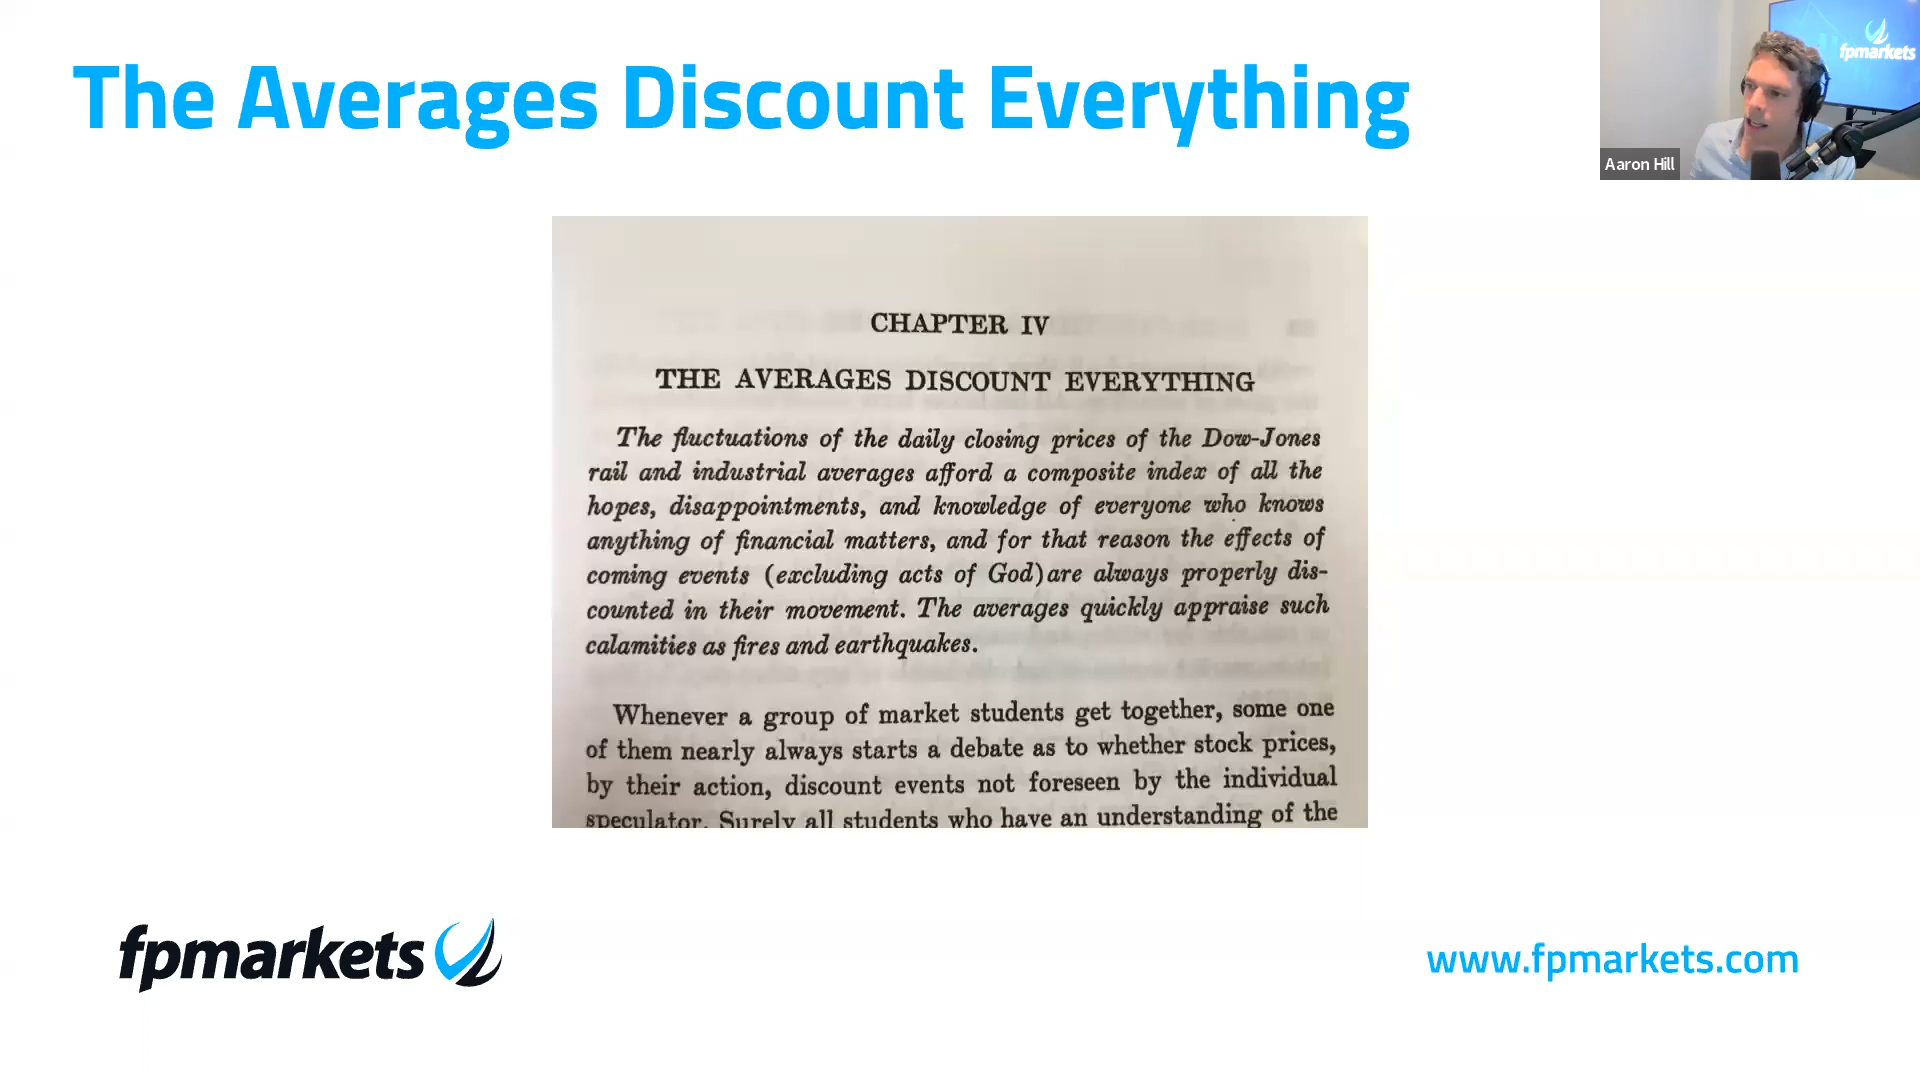 The Averages Discount Everything
fpmarkets
Aaron Hill
CHAPTER IV
THE AVERAGES DISCOUNT EVERYTHING
The fluctuations of the daily closing prices of the Dow-Jones
rail and industrial averages afford a composite index of all the
hopes, disappointments, and knowledge of everyone who knows
anything of financial matters, and for that reason the effects of
coming events (excluding acts of God) are always properly dis-
counted in their movement. The averages quickly appraise such
calamities as fires and earthquakes.
Whenever a group of market students get together, some one
of them nearly always starts a debate as to whether stock prices,
by their action, discount events not foreseen by the individual
speculator. Surely all students who have an understanding of the
fpmarkets
www.fpmarkets.com